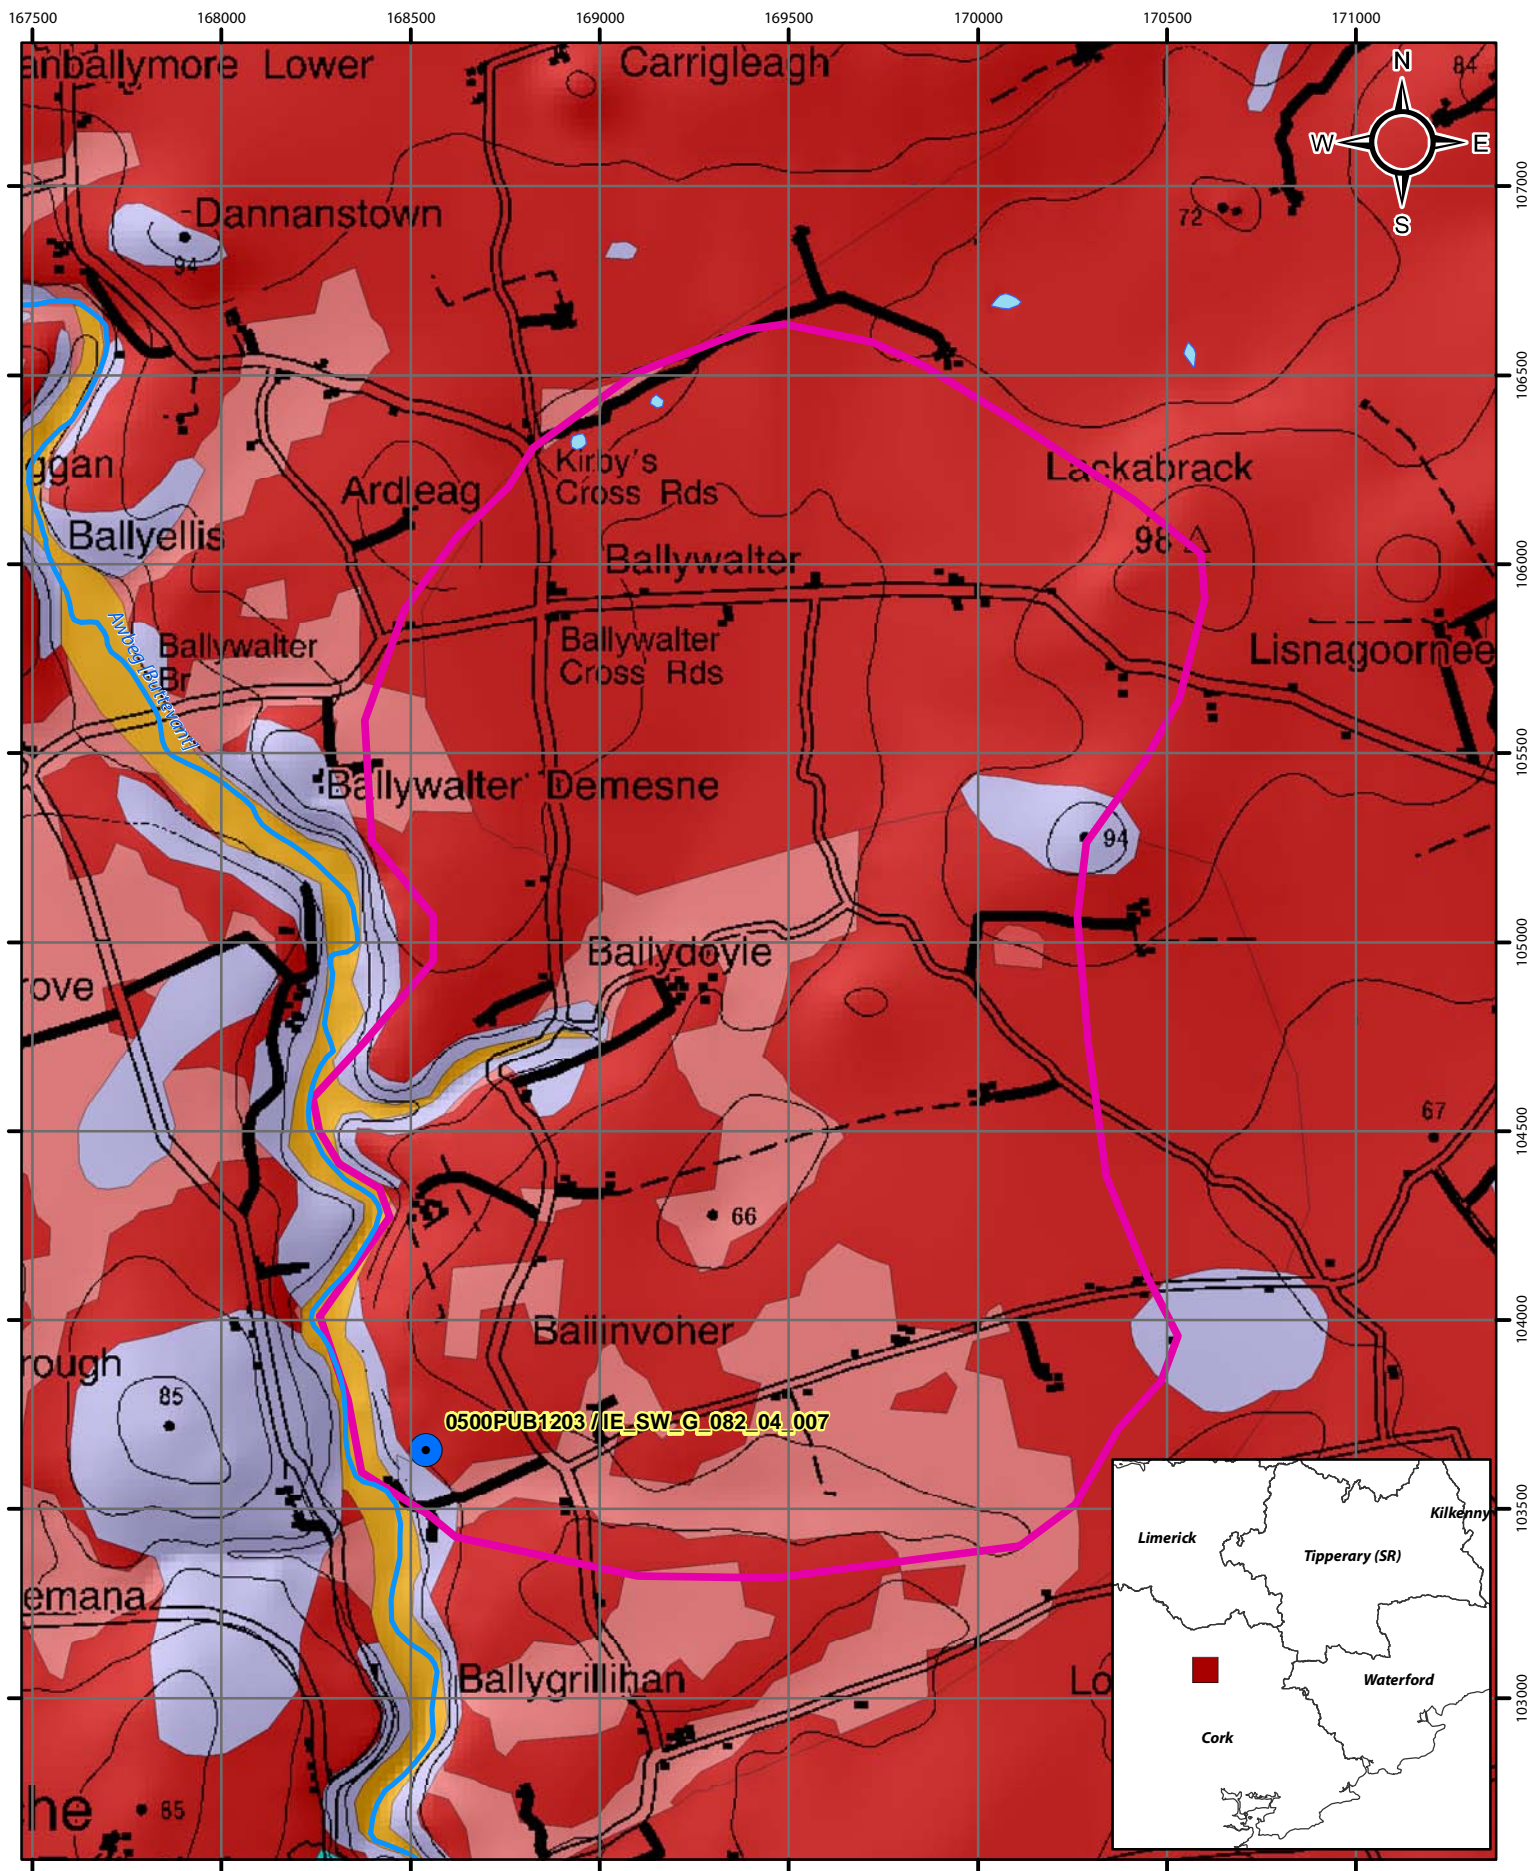 167500 168000 168500 169000 169500 170000 170500 171000
anballymore Lower
Carrigleagh
84
N
W E
S
107000
Dannanstown
72
94
106500
ggan
Ardleag
Kirby's
Cross Rds
Lackabrack
Ballyellis
98
Ballywalter
106000
Awbeg [Buttevant]
Ballywalter
Br
Ballywalter
Cross Rds
Lisnagoornee
105500
Ballywalter Demesne
94
Ballydoyle
105000
rove
67
104500
66
Ballinvoher
104000
rough
85
0500PUB1203 / IE_SW_G_082_04_007
103500
Kilkenny
Limerick
Tipperary (SR)
emana
Ballygrillihan
Lo
Waterford
103000
Cork
he
85